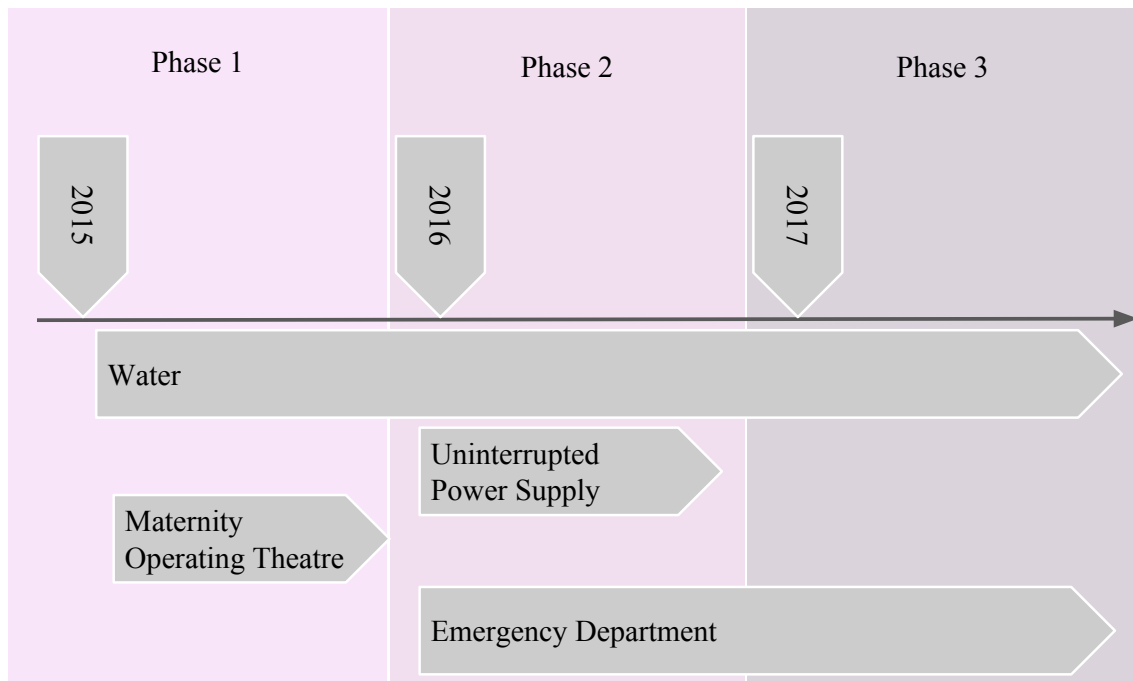 Phase 1
Phase 2
Phase 3
2015
2016
2017
Water
Uninterrupted
Power Supply
Maternity
Operating Theatre
Emergency Department